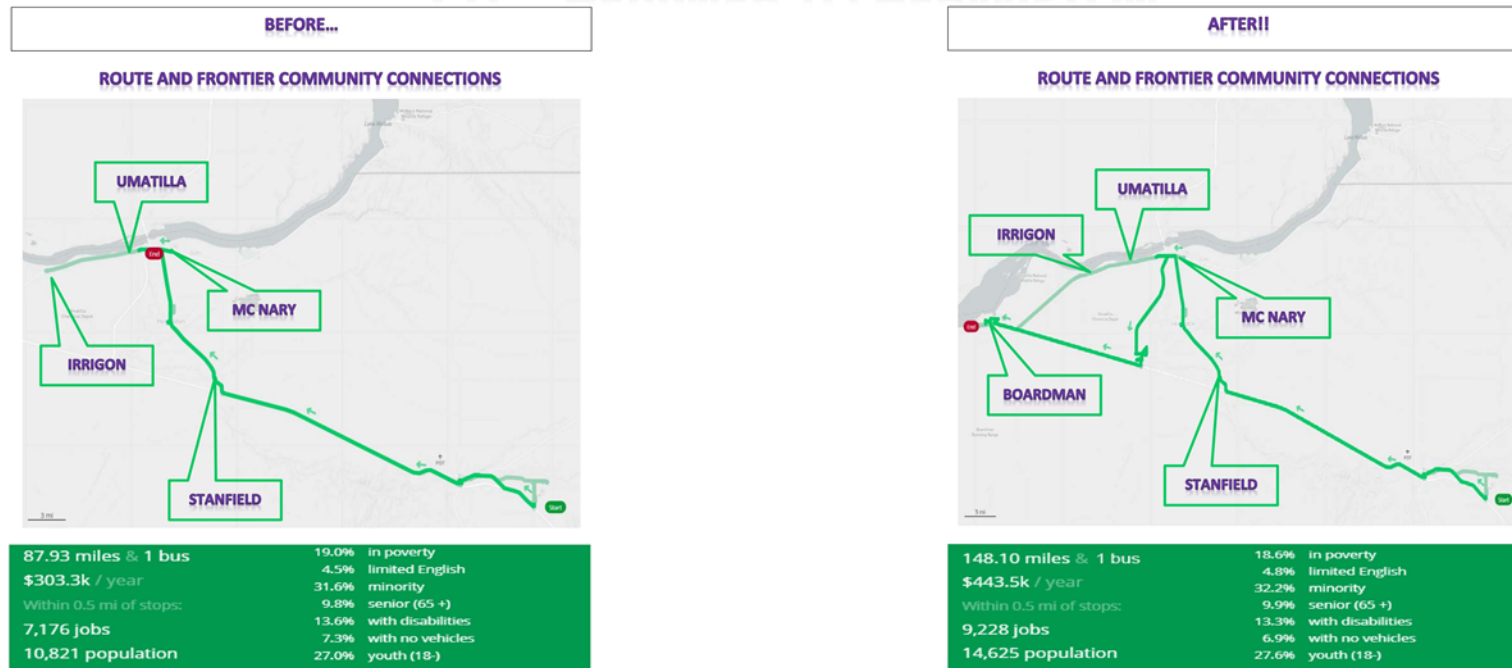 BEFORE...
ROUTE AND FRONTIER COMMUNITY CONNECTIONS
UMATILLA
End
MC NARY
IRRIGON
STANFIELD
PDT
Start
3 mi
87.93 miles & 1 bus
$303.3k / year
Within 0.5 mi of stops:
7,176 jobs
10,821 population
19.0% in poverty
4.5% limited English
31.6% minority
9.8% senior (65 +)
13.6% with disabilities
7.3% with no vehicles
27.0% youth (18-)
AFTER!!
ROUTE AND FRONTIER COMMUNITY CONNECTIONS
UMATILLA
IRRIGON
MC NARY
End
BOARDMAN
STANFIELD
PDT
Start
148.10 miles & 1 bus
$443.5k / year
Within 0.5 mi of stops:
9,228 jobs
14,625 population
18.6% in poverty
4.8% limited English
32.2% minority
9.9% senior (65 +)
13.3% with disabilities
6.9% with no vehicles
27.6% youth (18-)